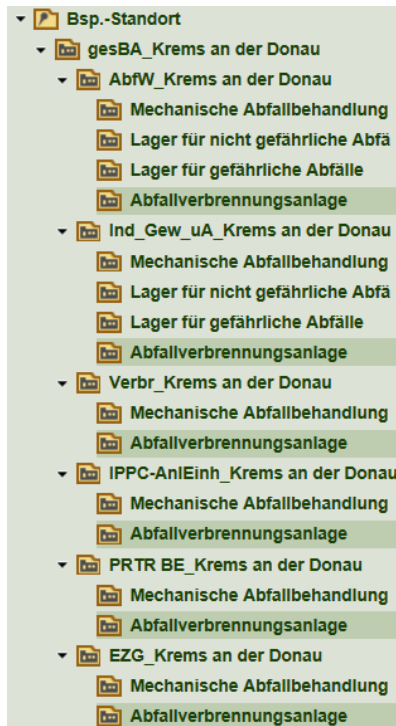 Bsp.-Standort
gesBA_Krems an der Donau
AbfW_Krems an der Donau
Mechanische Abfallbehandlung
Lager für nicht gefährliche Abfä
Lager für gefährliche Abfälle
Abfallverbrennungsanlage
Ind_Gew_uA_Krems an der Donau
Mechanische Abfallbehandlung
Lager für nicht gefährliche Abfä
Lager für gefährliche Abfälle
Abfallverbrennungsanlage
Verbr_Krems an der Donau
Mechanische Abfallbehandlung
Abfallverbrennungsanlage
IPPC-AnlEinh_Krems an der Donau
Mechanische Abfallbehandlung
Abfallverbrennungsanlage
PRTR BE_Krems an der Donau
Mechanische Abfallbehandlung
Abfallverbrennungsanlage
EZG_Krems an der Donau
Mechanische Abfallbehandlung
Abfallverbrennungsanlage